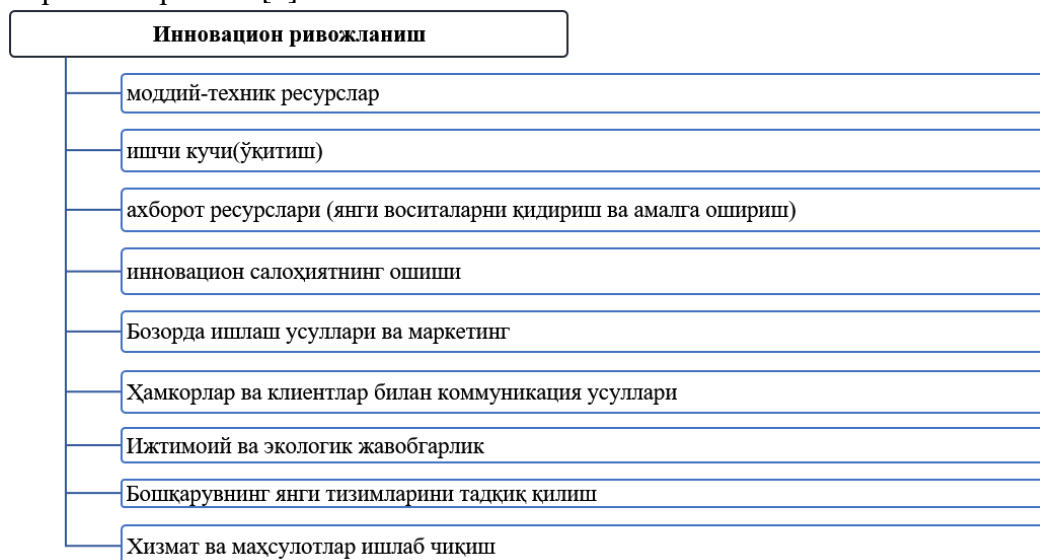 Инновацион ривожланиш
моддий-техник ресурслар
ишчи кучи(ўқитиш)
ахборот ресурслари (янги воситаларни қидириш ва амалга ошириш)
инновацион салоҳиятнинг ошиши
Бозорда ишлаш усуллари ва маркетинг
Ҳамкорлар ва клиентлар билан коммуникация усуллари
Ижтимоий ва экологик жавобгарлик
Бошқарувнинг янги тизимларини тадқиқ қилиш
Хизмат ва маҳсулотлар ишлаб чиқиш